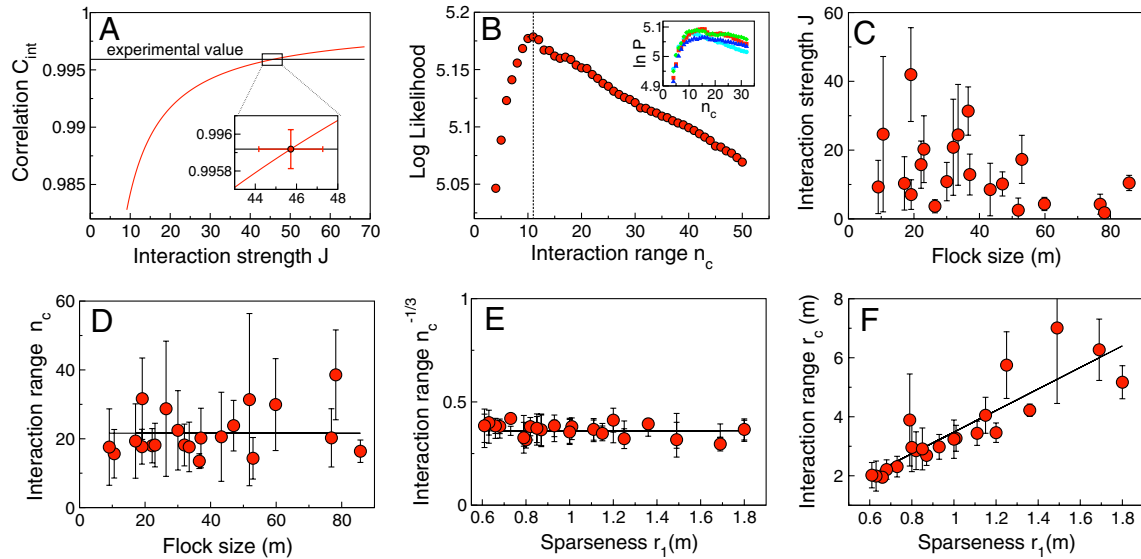 A
experimental value
Correlation C_int
1
0.995
0.99
0.985
0.996
0.9958
44 46 48
0 10 20 30 40 50 60 70
Interaction strength J
B
Log Likelihood
5.2
5.15
5.1
5.05
ln P
5.1
5
4.9
0 10 20 30
n_c
0 10 20 30 40 50
Interaction range n_c
C
Interaction strength J
60
40
20
0
0 20 40 60 80
Flock size (m)
D
Interaction range n_c
60
40
20
0
0 20 40 60 80
Flock size (m)
E
Interaction range n_c^-1/3
1
0.5
0
0.6 0.8 1 1.2 1.4 1.6 1.8
Sparseness r_1(m)
F
Interaction range r_c (m)
8
6
4
2
0.6 0.8 1 1.2 1.4 1.6 1.8
Sparseness r_1(m)